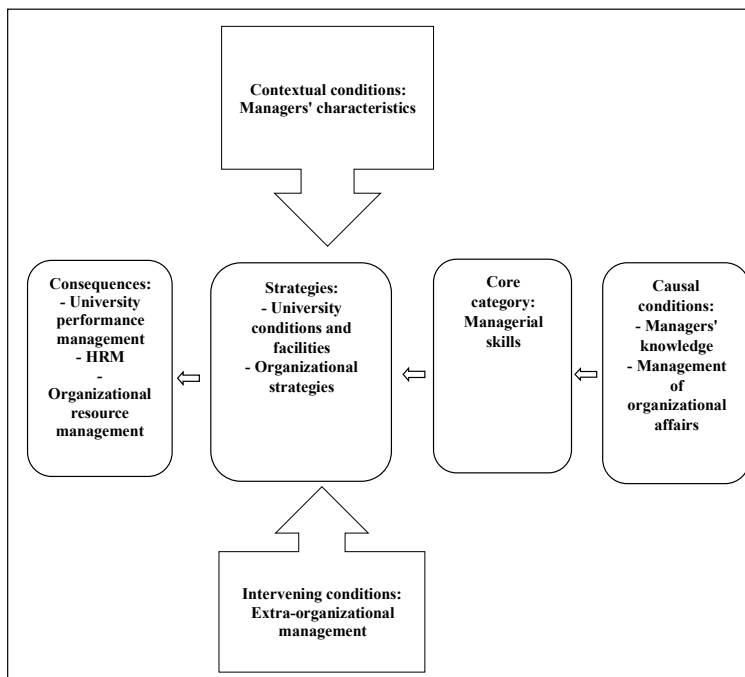 Contextual conditions:
Managers' characteristics
Consequences:
- University
performance
management
- HRM
-
Organizational
resource
management
Strategies:
- University
conditions and
facilities
- Organizational
strategies
Core
category:
Managerial
skills
Causal
conditions:
- Managers'
knowledge
- Management
of
organizational
affairs
Intervening conditions:
Extra-organizational
management